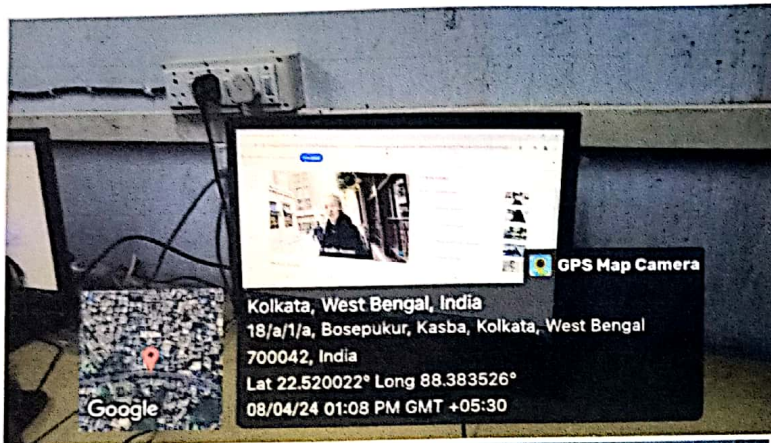 GPS Map Camera
Kolkata, West Bengal, India
18/a/1/a, Bosepukur, Kasba, Kolkata, West Bengal
700042, India
Lat 22.520022° Long 88.383526°
08/04/24 01:08 PM GMT +05:30
Google